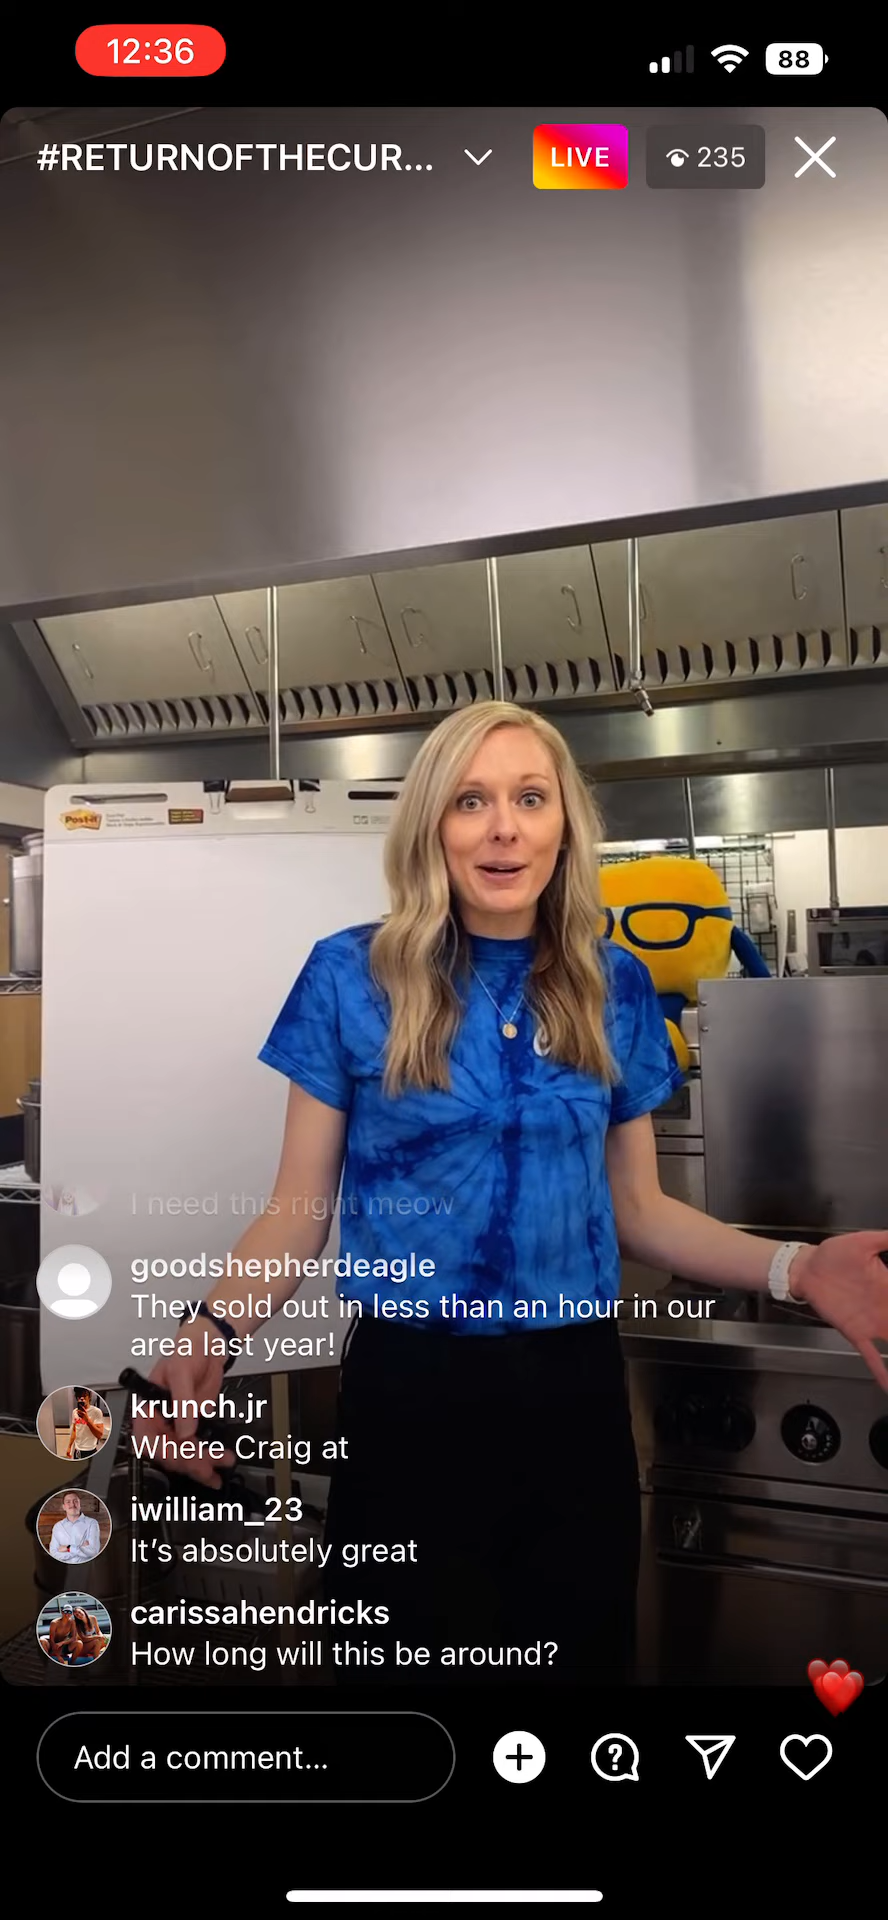 12:36
88
#RETURNOFTHECUR...
LIVE
235
Post-it
I need this right meow
goodshepherdeagle
They sold out in less than an hour in our
area last year!
krunch.jr
Where Craig at
iwilliam_23
It's absolutely great
carissahendricks
How long will this be around?
Add a comment...